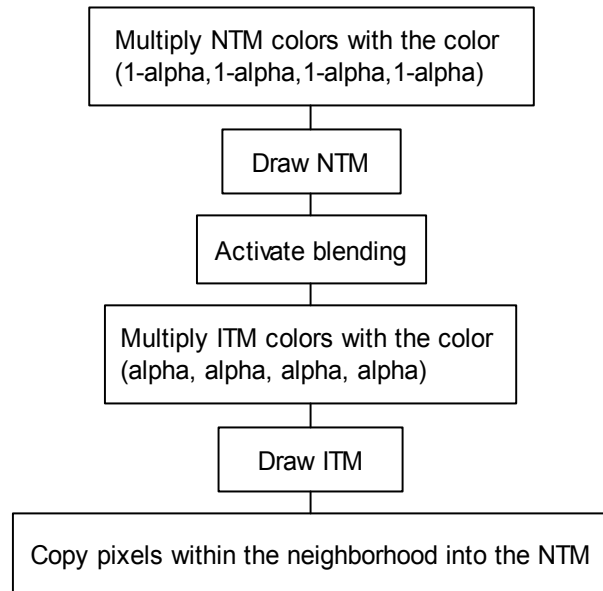 Multiply NTM colors with the color
(1-alpha,1-alpha,1-alpha,1-alpha)
Draw NTM
Activate blending
Multiply ITM colors with the color
(alpha, alpha, alpha, alpha)
Draw ITM
Copy pixels within the neighborhood into the NTM